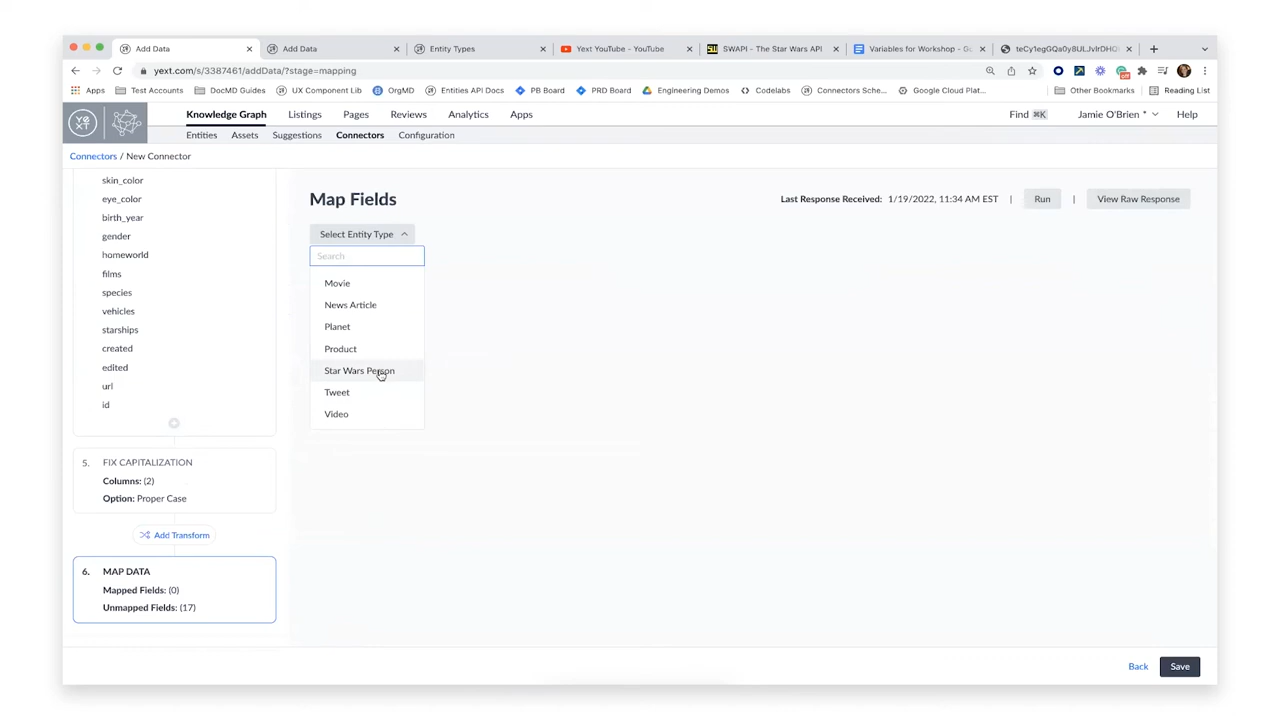 Add Data
Add Data
Entity Types
Yext YouTube - YouTube
SWAPI - The Star Wars API
Variables for Workshop - Go
yext.com/s/3387461/addData/?stage=mapping
Apps
Test Accounts
DocMD Guides
UX Component Lib
OrgMD
Entities API Docs
PB Board
PRD Board
Engineering Demos
Codelabs
Connectors Sche...
Google Cloud Plat...
Other Bookmarks
Reading List
yext
Knowledge Graph
Listings
Pages
Reviews
Analytics
Apps
Find ⌘K
Jamie O'Brien *
Help
Entities
Assets
Suggestions
Connectors
Configuration
Connectors / New Connector
skin_color
eye_color
birth_year
gender
homeworld
films
species
vehicles
starships
created
edited
url
id
5. FIX CAPITALIZATION
Columns: (2)
Option: Proper Case
Add Transform
6. MAP DATA
Mapped Fields: (0)
Unmapped Fields: (17)
Map Fields
Last Response Received: 1/19/2022, 11:34 AM EST | Run | View Raw Response
Select Entity Type
Search
Movie
News Article
Planet
Product
Star Wars Person
Tweet
Video
Back
Save